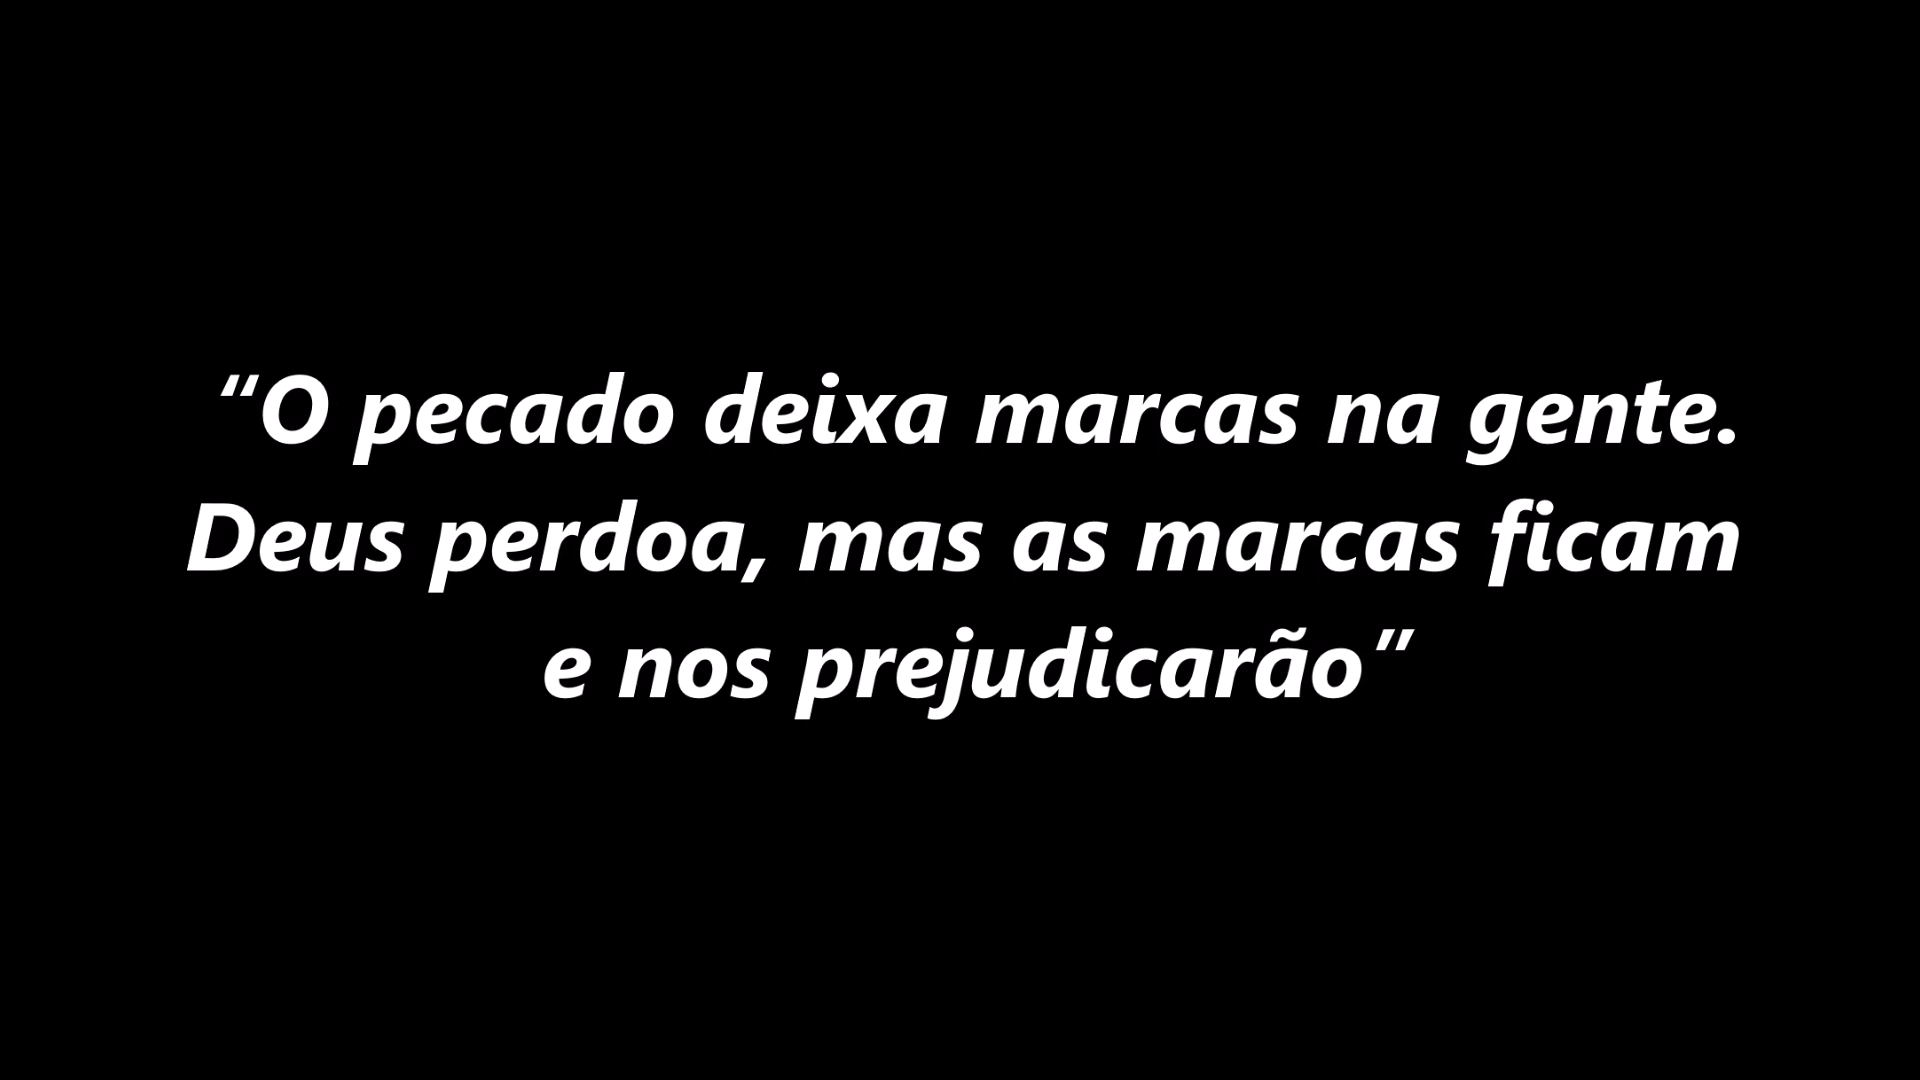 “O pecado deixa marcas na gente.
Deus perdoa, mas as marcas ficam
e nos prejudicarão”